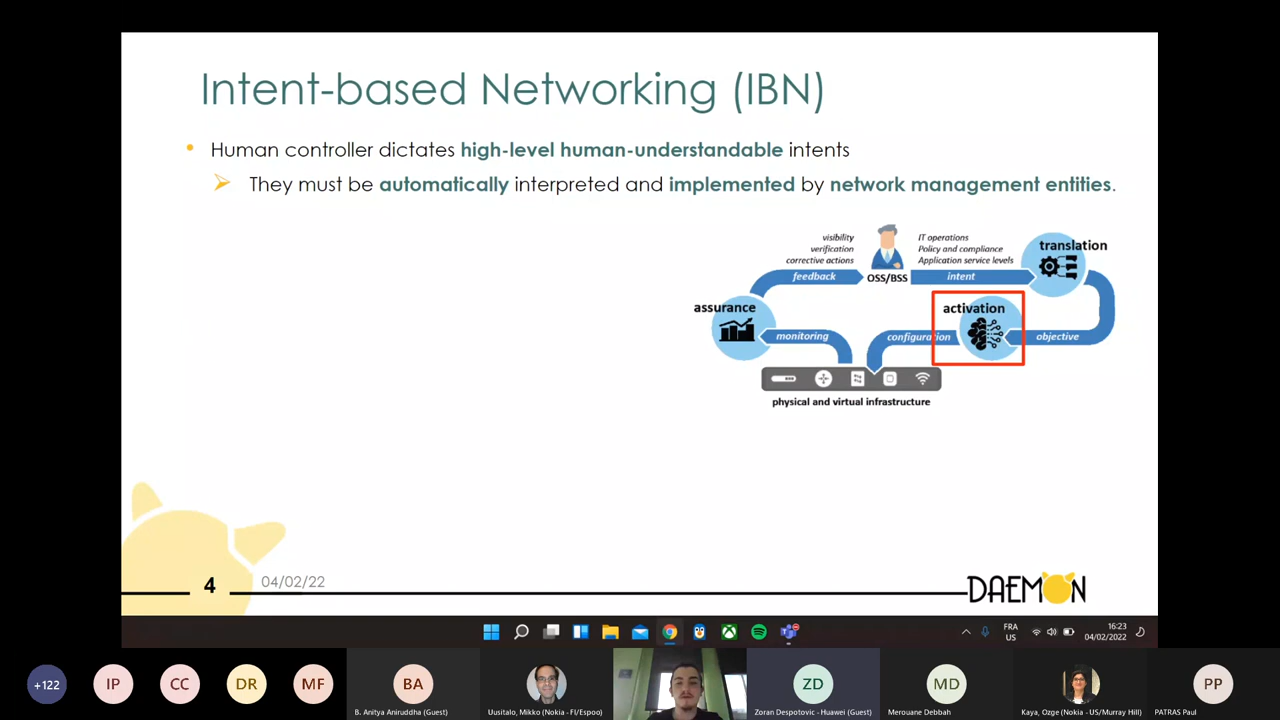 Intent-based Networking (IBN)
• Human controller dictates high-level human-understandable intents
➢ They must be automatically interpreted and implemented by network management entities.
visibility
verification
corrective actions
IT operations
Policy and compliance
Application service levels
translation
feedback
OSS/BSS
intent
assurance
activation
monitoring
configuration
objective
physical and virtual infrastructure
4
04/02/22
DAEMON
FRA
US
16:23
04/02/2022
+122
IP
CC
DR
MF
BA
B. Anitya Aniruddha (Guest)
Uusitalo, Mikko (Nokia - FI/Espoo)
ZD
Zoran Despotovic - Huawei (Guest)
MD
Merouane Debbah
Kaya, Ozge (Nokia - US/Murray Hill)
PP
PATRAS Paul